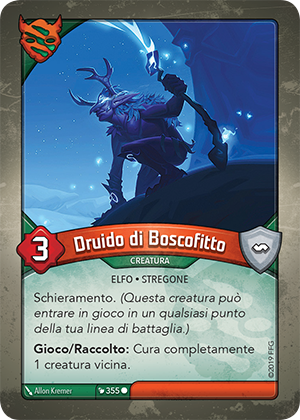 Druido di Boscofitto
3
CREATURA
ELFO • STREGONE
Schieramento. (Questa creatura può
entrare in gioco in un qualsiasi punto
della tua linea di battaglia.)
Gioco/Raccolto: Cura completamente
1 creatura vicina.
©2019 FFG
Allon Kremer
355